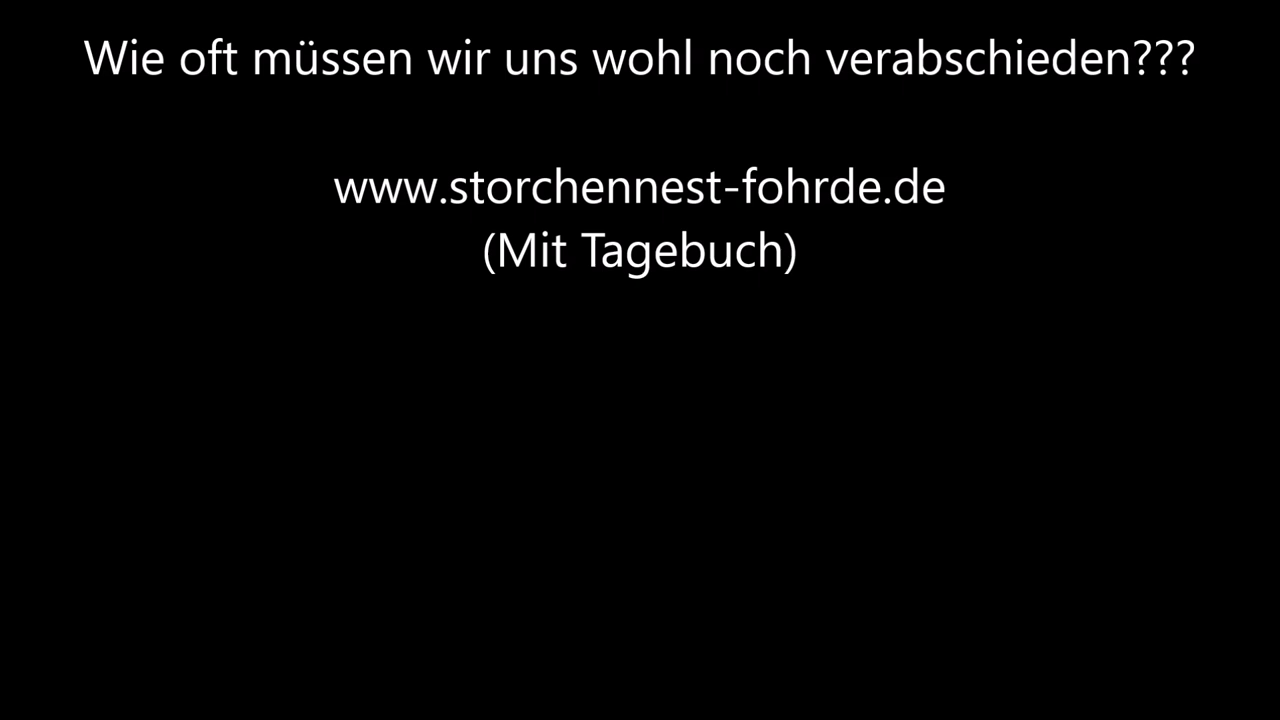 Wie oft müssen wir uns wohl noch verabschieden???
www.storchennest-fohrde.de
(Mit Tagebuch)